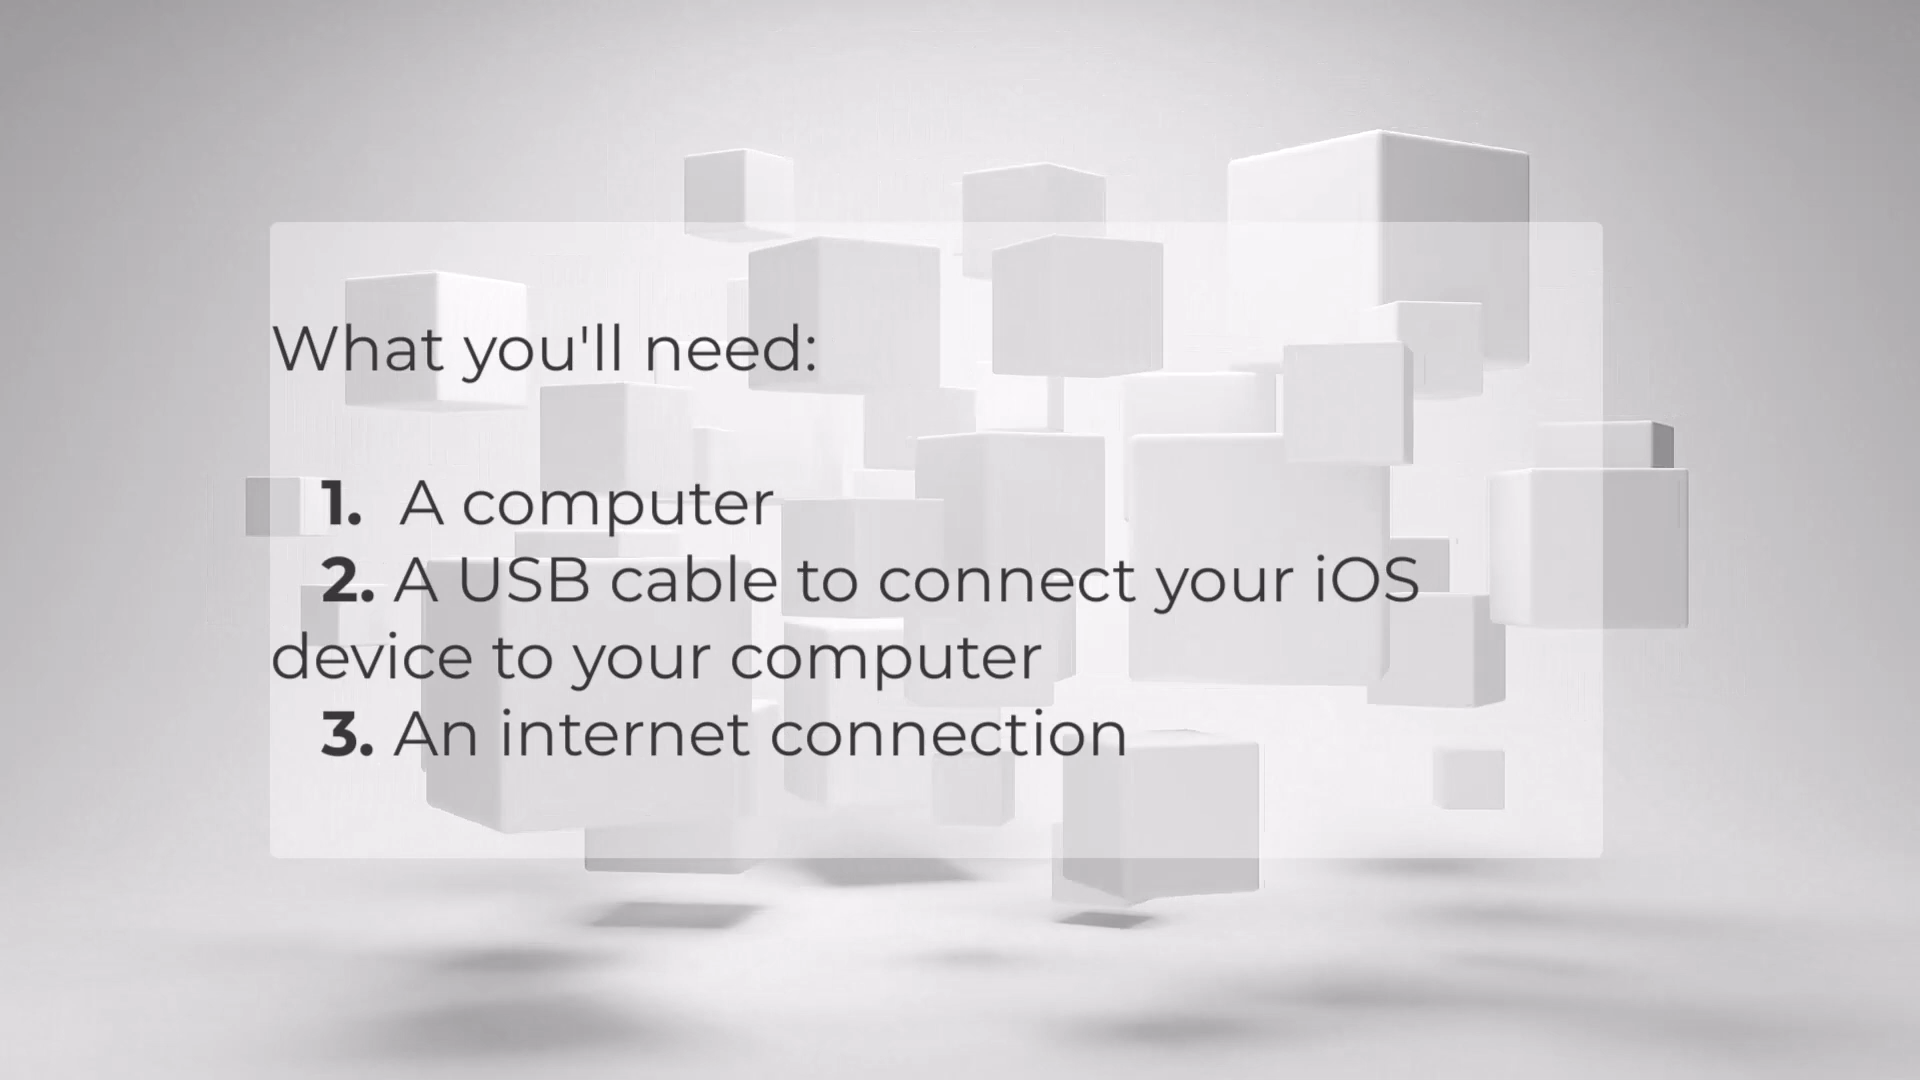 What you'll need:
1. A computer
2. A USB cable to connect your iOS
device to your computer
3. An internet connection